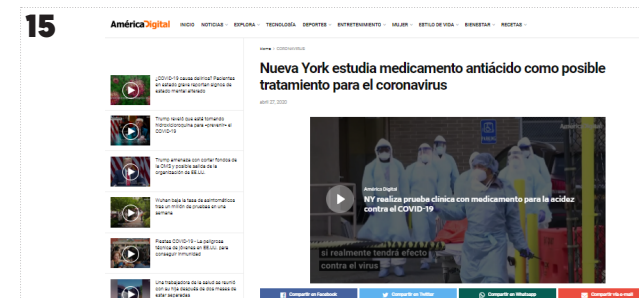 15
AméricaDigital INICIO NOTICIAS EXPLORA TECNOLOGÍA DEPORTES ENTRETENIMIENTO MUJER ESTILO DE VIDA BIENESTAR RECETAS
Home CORONAVIRUS
Nueva York estudia medicamento antiácido como posible
tratamiento para el coronavirus
abril 27, 2020
¿COVID-19 causa delirios? Pacientes
en estado grave reportan signos de
estado mental alterado
Trump reveló que está tomando
hidroxicloroquina para «prevenir» el
COVID-19
Trump amenaza con cortar fondos de
la OMS y posible salida de la
organización de EE.UU.
Wuhan baja la tasa de asintomáticos
tras un millón de pruebas en una
semana
Fiestas COVID-19 - La peligrosa
técnica de jóvenes en EE.UU. para
conseguir inmunidad
Una trabajadora de la salud se reunió
con su hija después de dos meses de
estar separadas
América Digital
NY realiza prueba clínica con medicamento para la acidez
contra el COVID-19
si realmente tendrá efecto
contra el virus
Compartir en Facebook
Compartir en Twitter
Compartir en Whatsapp
Compartir vía e-mail